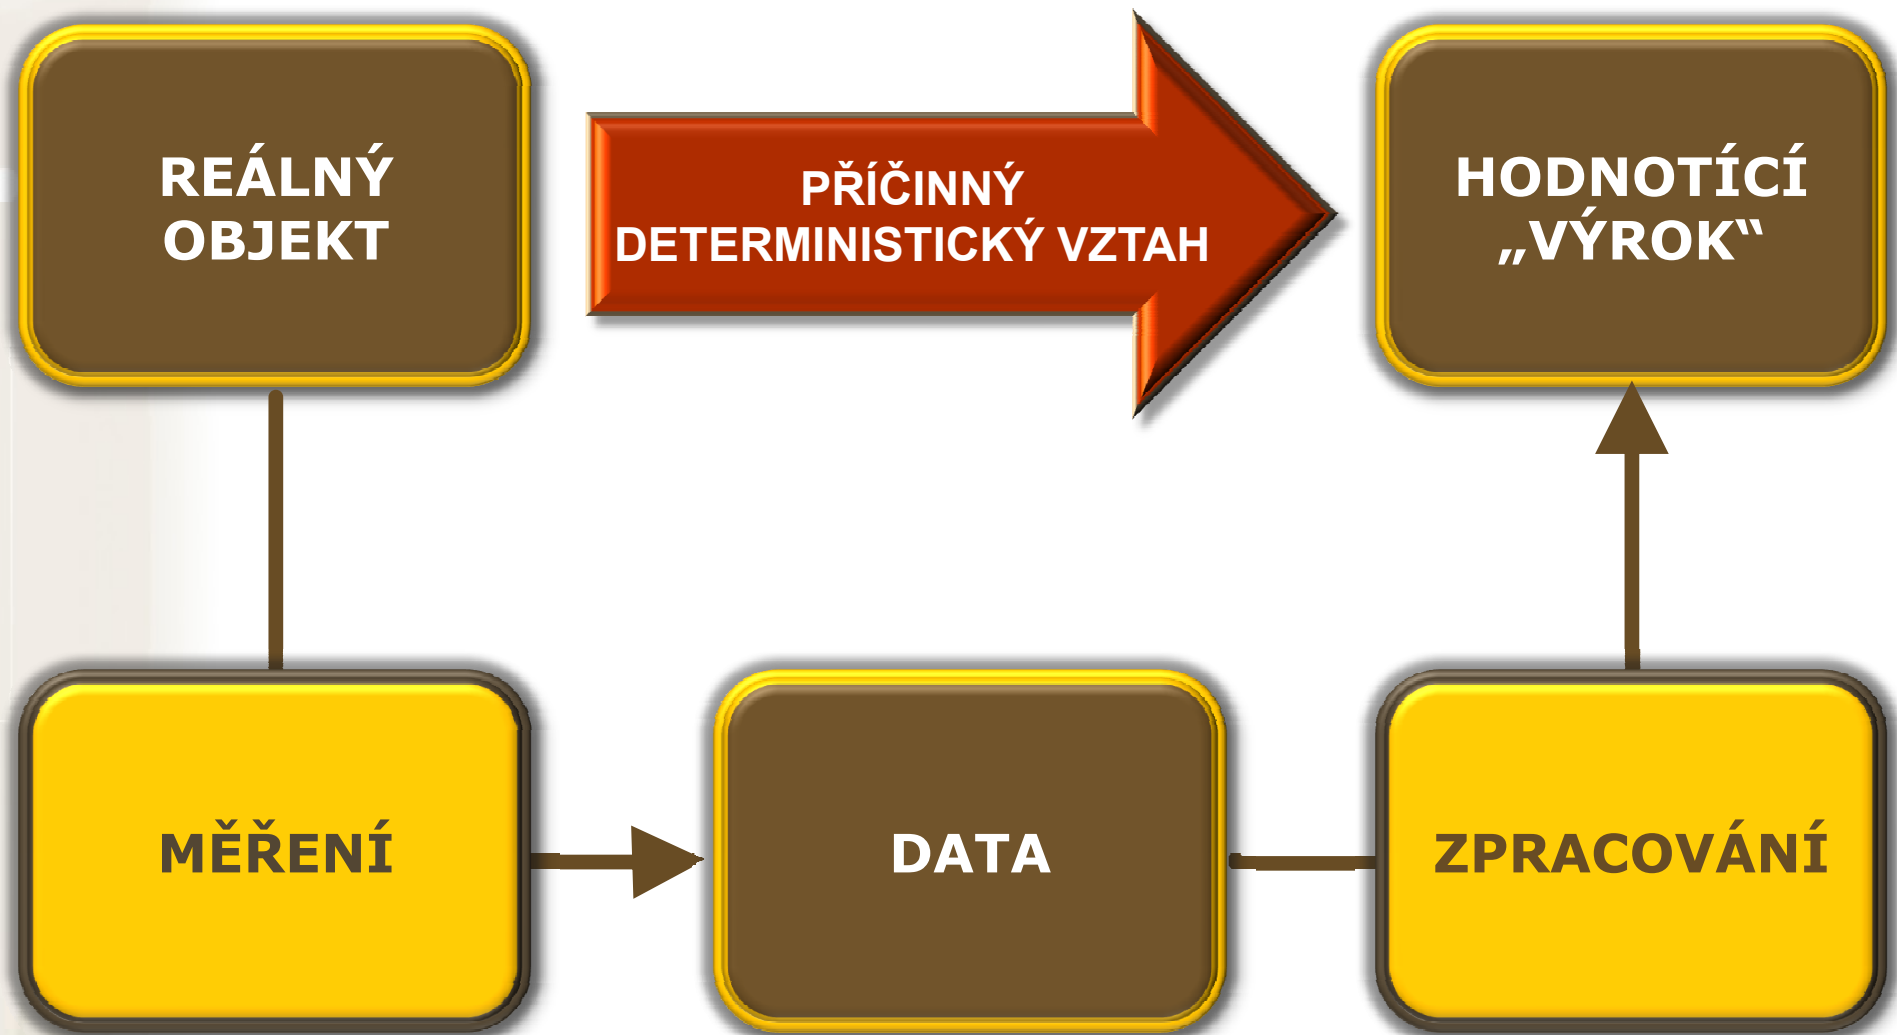 REÁLNÝ
OBJEKT
PŘÍČINNÝ
DETERMINISTICKÝ VZTAH
HODNOTÍCÍ
„VÝROK“
MĚŘENÍ
DATA
ZPRACOVÁNÍ